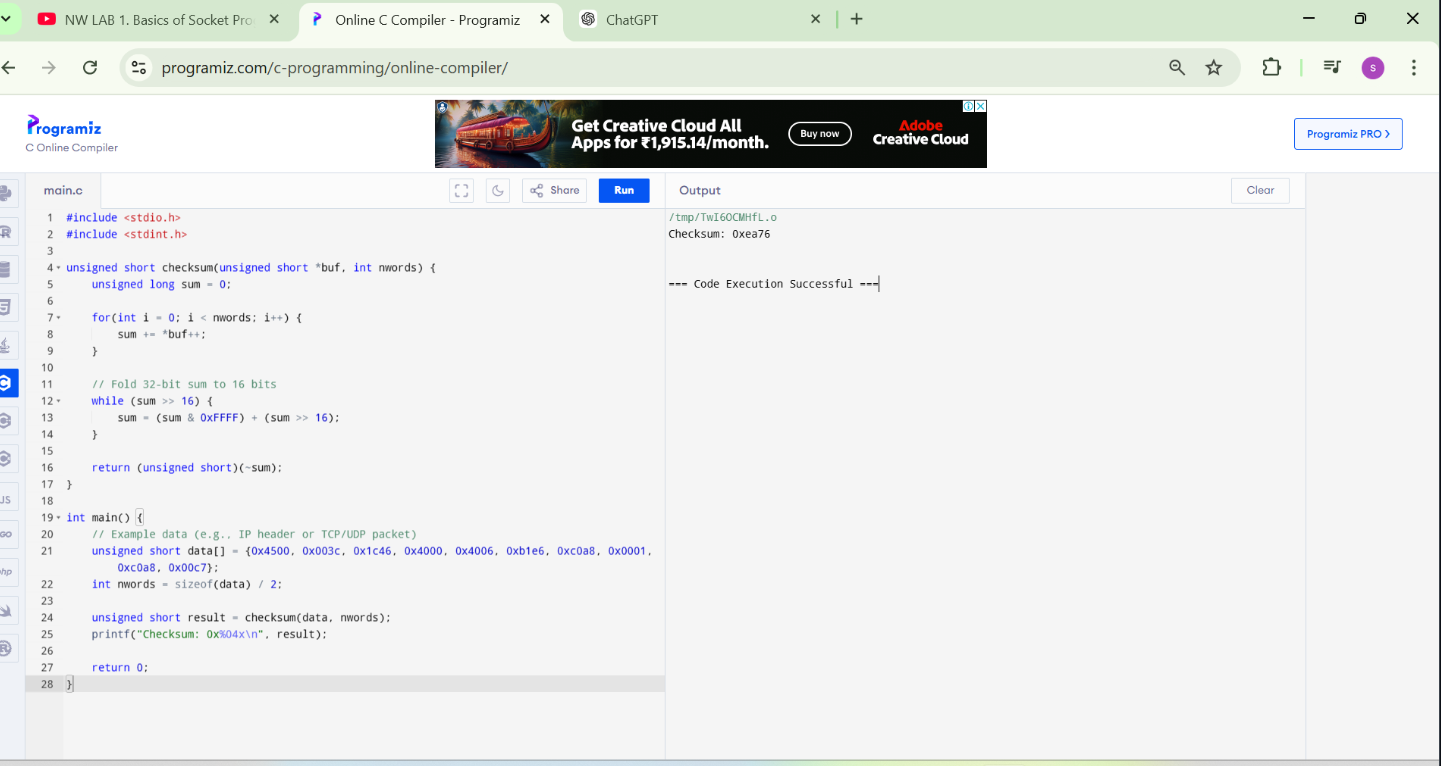 NW LAB 1. Basics of Socket Pro
Online C Compiler - Programiz
ChatGPT
programiz.com/c-programming/online-compiler/
s
Programiz
C Online Compiler
Get Creative Cloud All
Apps for ₹1,915.14/month.
Buy now
Adobe
Creative Cloud
Programiz PRO
main.c
Share
Run
Output
Clear
1 #include <stdio.h>
2 #include <stdint.h>
3
4 unsigned short checksum(unsigned short *buf, int nwords) {
5 unsigned long sum = 0;
6
7 for(int i = 0; i < nwords; i++) {
8 sum += *buf++;
9 }
10
11 // Fold 32-bit sum to 16 bits
12 while (sum >> 16) {
13 sum = (sum & 0xFFFF) + (sum >> 16);
14 }
15
16 return (unsigned short)(~sum);
17 }
18
19 int main() {
20 // Example data (e.g., IP header or TCP/UDP packet)
21 unsigned short data[] = {0x4500, 0x003c, 0x1c46, 0x4000, 0x4006, 0xb1e6, 0xc0a8, 0x0001,
0xc0a8, 0x00c7};
22 int nwords = sizeof(data) / 2;
23
24 unsigned short result = checksum(data, nwords);
25 printf("Checksum: 0x%04x\n", result);
26
27 return 0;
28 }
/tmp/TwI6OCMHfL.o
Checksum: 0xea76
=== Code Execution Successful ===
JS
GO
php